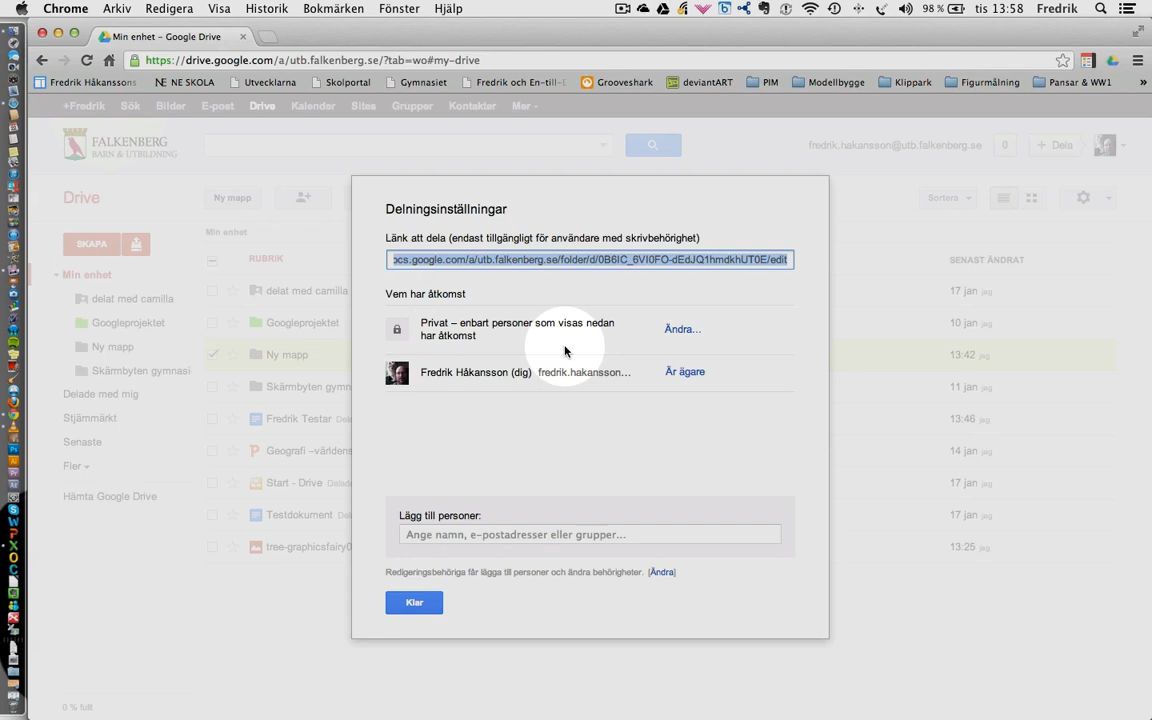 Chrome Arkiv Redigera Visa Historik Bokmärken Fönster Hjälp 98 % tis 13:58 Fredrik
Min enhet – Google Drive
https://drive.google.com/a/utb.falkenberg.se/?tab=wo#my-drive
Fredrik Håkanssons NE NE SKOLA Utvecklarna Skolportal Gymnasiet Fredrik och En-till-E Grooveshark deviantART PIM Modellbygge Klippark Figurmålning Pansar & WW1 »
+Fredrik Sök Bilder E-post Drive Kalender Sites Grupper Kontakter Mer
FALKENBERG
BARN & UTBILDNING
fredrik.hakansson@utb.falkenberg.se 0 + Dela
Drive Ny mapp Sortera
Min enhet
SKAPA RUBRIK SENAST ÄNDRAT
Min enhet
delat med camilla
Googleprojektet
Ny mapp
Skärmbyten gymnasi
Delade med mig
Stjärnmärkt
Senaste
Fler
Hämta Google Drive
delat med camilla 17 jan jag
Googleprojektet 10 jan jag
Ny mapp 13:42 jag
Skärmbyten gymn 11 jan jag
Fredrik Testar Dela 13:46 jag
Geografi –världens 14 jan jag
Start - Drive Delade 17 jan jag
Testdokument Dela 17 jan jag
tree-graphicsfairy0 13:25 jag
0 % fullt
Delningsinställningar
Länk att dela (endast tillgängligt för användare med skrivbehörighet)
ocs.google.com/a/utb.falkenberg.se/folder/d/0B6IC_6VI0FO-dEdJQ1hmdkhUT0E/edit
Vem har åtkomst
Privat – enbart personer som visas nedan
har åtkomst
Ändra...
Fredrik Håkansson (dig) fredrik.hakansson... Är ägare
Lägg till personer:
Ange namn, e-postadresser eller grupper...
Redigeringsbehöriga får lägga till personer och ändra behörigheter. [Ändra]
Klar